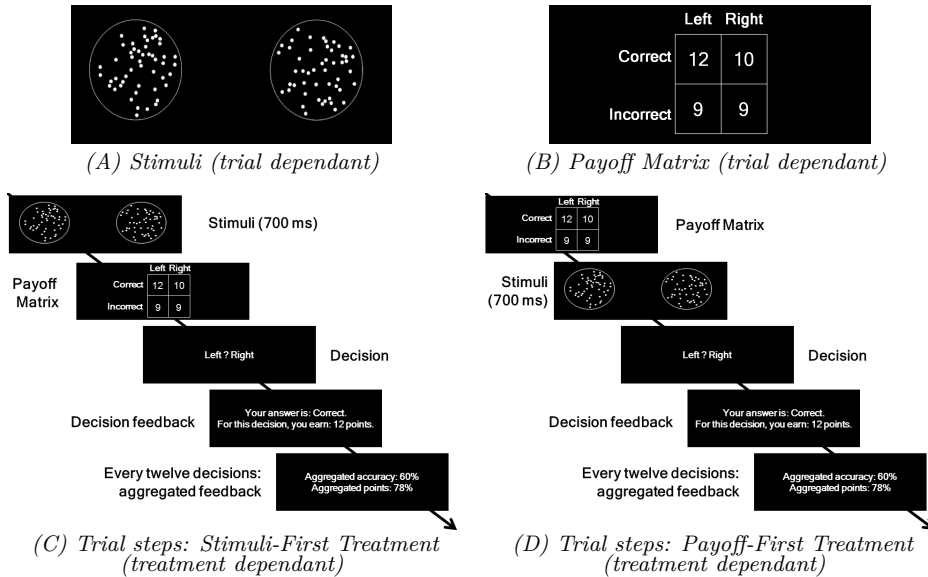 Left Right
Correct 12 10
Incorrect 9 9
(A) Stimuli (trial dependant)
(B) Payoff Matrix (trial dependant)
Stimuli (700 ms)
Left Right
Payoff Matrix
Correct 12 10
Incorrect 9 9
Left ? Right
Decision
Decision feedback
Your answer is: Correct.
For this decision, you earn: 12 points.
Every twelve decisions:
aggregated feedback
Aggregated accuracy: 60%
Aggregated points: 78%
(C) Trial steps: Stimuli-First Treatment
(treatment dependant)
Left Right
Correct 12 10
Incorrect 9 9
Payoff Matrix
Stimuli
(700 ms)
Left ? Right
Decision
Decision feedback
Your answer is: Correct.
For this decision, you earn: 12 points.
Every twelve decisions:
aggregated feedback
Aggregated accuracy: 60%
Aggregated points: 78%
(D) Trial steps: Payoff-First Treatment
(treatment dependant)